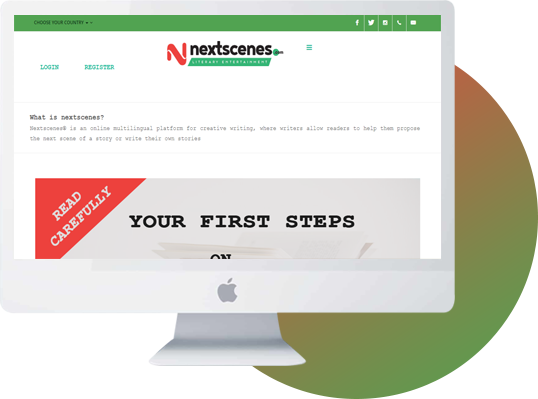 CHOOSE YOUR COUNTRY
nextscenes.com
LITERARY ENTERTAINMENT
LOGIN REGISTER
What is nextscenes?
Nextscenes® is an online multilingual platform for creative writing, where writers allow readers to help them propose
the next scene of a story or write their own stories
READ
CAREFULLY
YOUR FIRST STEPS
ON